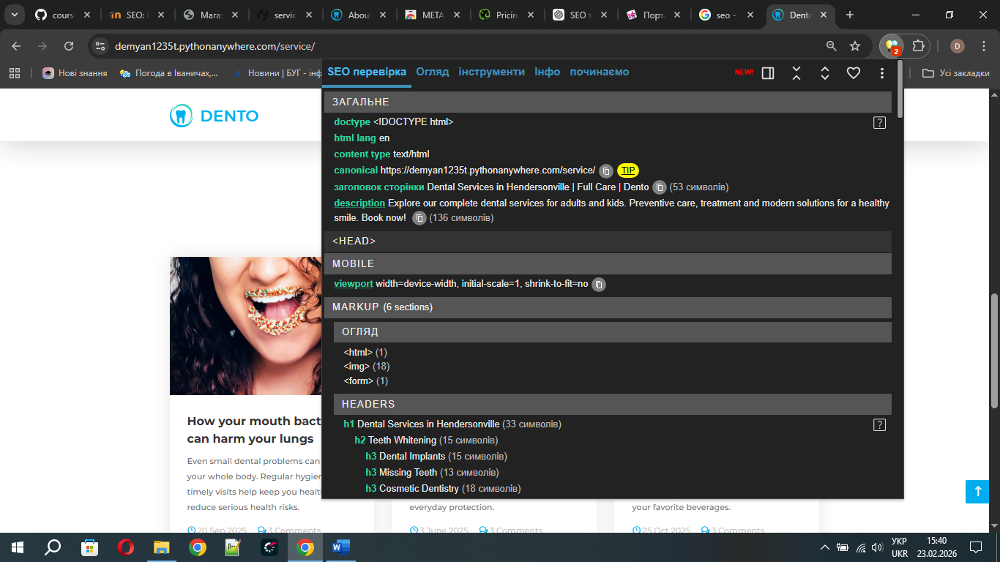 cours
SEO: 
Магаз
servic
About
META
Pricin
SEO т
Порт
seo -
Denta
demyan1235t.pythonanywhere.com/service/
D
2
Нові знання
Погода в Іваничах,...
Новини | БУГ - інф
Усі закладки
SEO перевірка
Огляд
інструменти
Інфо
починаємо
NEW!
DENTO
ЗАГАЛЬНЕ
doctype <!DOCTYPE html>
html lang en
content type text/html
canonical https://demyan1235t.pythonanywhere.com/service/ TIP
заголовок сторінки Dental Services in Hendersonville | Full Care | Dento (53 символів)
description Explore our complete dental services for adults and kids. Preventive care, treatment and modern solutions for a healthy
smile. Book now! (136 символів)
<HEAD>
MOBILE
viewport width=device-width, initial-scale=1, shrink-to-fit=no
MARKUP (6 sections)
ОГЛЯД
<html> (1)
<img> (18)
<form> (1)
HEADERS
h1 Dental Services in Hendersonville (33 символів)
h2 Teeth Whitening (15 символів)
h3 Dental Implants (15 символів)
h3 Missing Teeth (13 символів)
h3 Cosmetic Dentistry (18 символів)
How your mouth bact
can harm your lungs
Even small dental problems can
your whole body. Regular hygier
timely visits help keep you healt
reduce serious health risks.
20 Sep 2025 3 Comments
everyday protection.
3 June 2025 3 Comments
your favorite beverages.
25 Oct 2025 3 Comments
УКР
UKR
15:40
23.02.2026